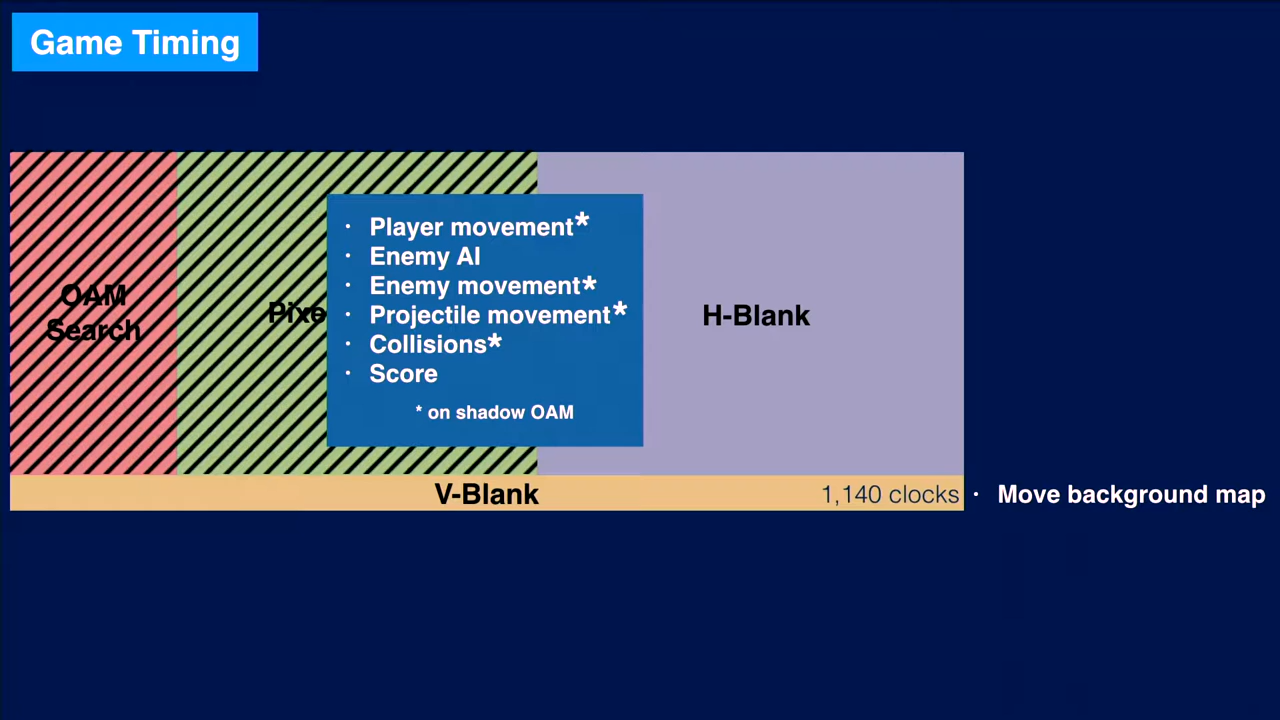 Game Timing
OAM
Search
Pixe
· Player movement*
· Enemy AI
· Enemy movement*
· Projectile movement*
· Collisions*
· Score
* on shadow OAM
H-Blank
V-Blank
1,140 clocks
· Move background map